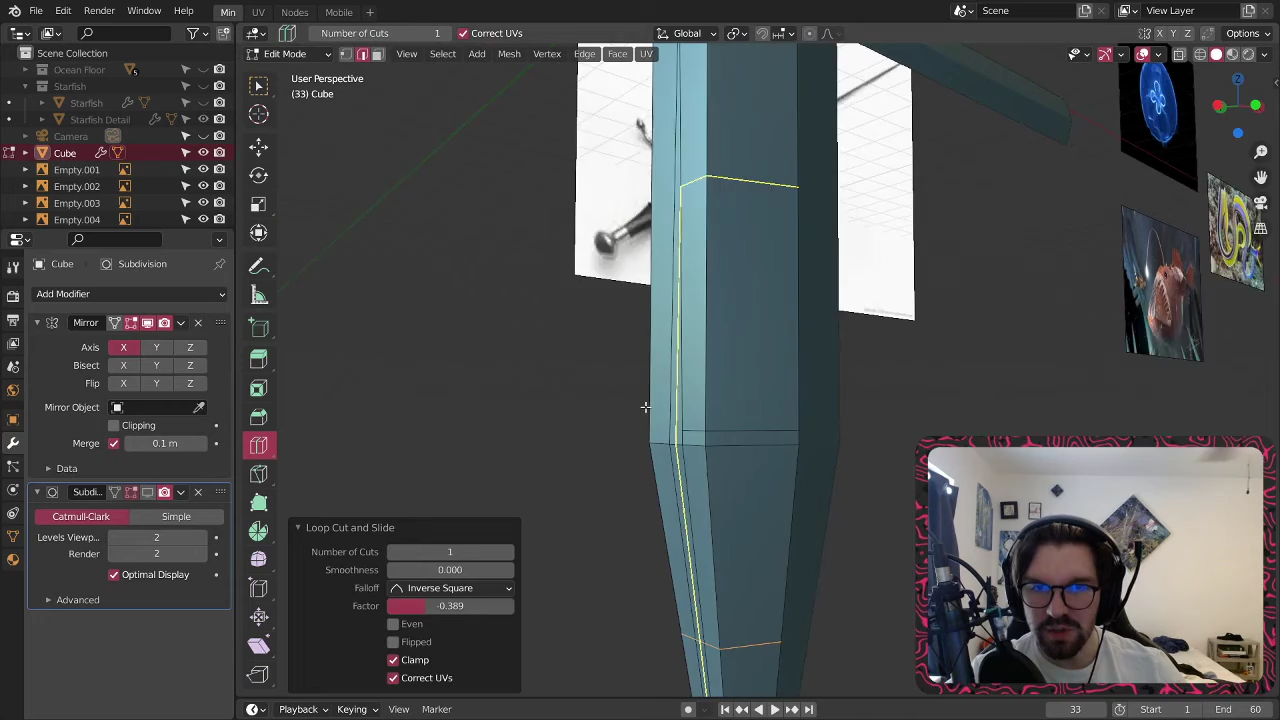 File Edit Render Window Help Min UV Nodes Mobile + Scene View Layer
Number of Cuts 1 Correct UVs Global X Y Z Options
Edit Mode View Select Add Mesh Vertex Edge Face UV
Scene Collection
Ocean Floor 5
Starfish
Starfish
Starfish Detail
Camera
Cube
Empty.001
Empty.002
Empty.003
Empty.004
User Perspective
(33) Cube
Z
Cube > Subdivision
Add Modifier
Mirror
Axis X Y Z
Bisect X Y Z
Flip X Y Z
Mirror Object
Clipping
Merge 0.1 m
Data
Subdi...
Catmull-Clark Simple
Levels Viewp... 2
Render 2
Optimal Display
Advanced
Loop Cut and Slide
Number of Cuts 1
Smoothness 0.000
Falloff Inverse Square
Factor -0.389
Even
Flipped
Clamp
Correct UVs
Playback Keying View Marker 33 Start 1 End 60